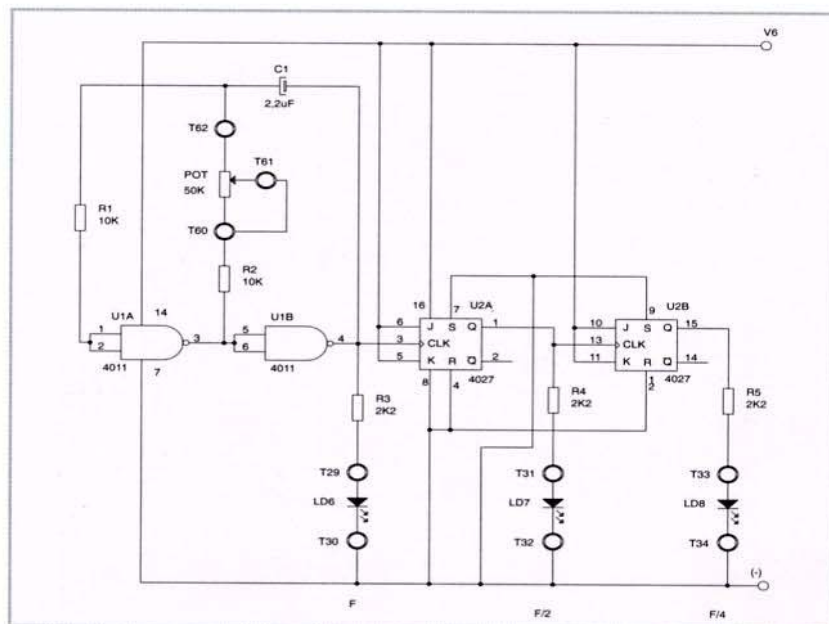 V6
C1
2,2uF
T62
T61
POT
50K
R1
10K
T60
R2
10K
U1A
14
1
2
3
4011
7
U1B
5
6
4
4011
16
7
U2A
6
J S Q
1
3
CLK
5
K R Q
2
8
4
4027
9
U2B
10
J S Q
15
13
CLK
11
K R Q
14
1
2
4027
R3
2K2
R4
2K2
R5
2K2
T29
T31
T33
LD6
LD7
LD8
T30
T32
T34
(-)
F
F/2
F/4